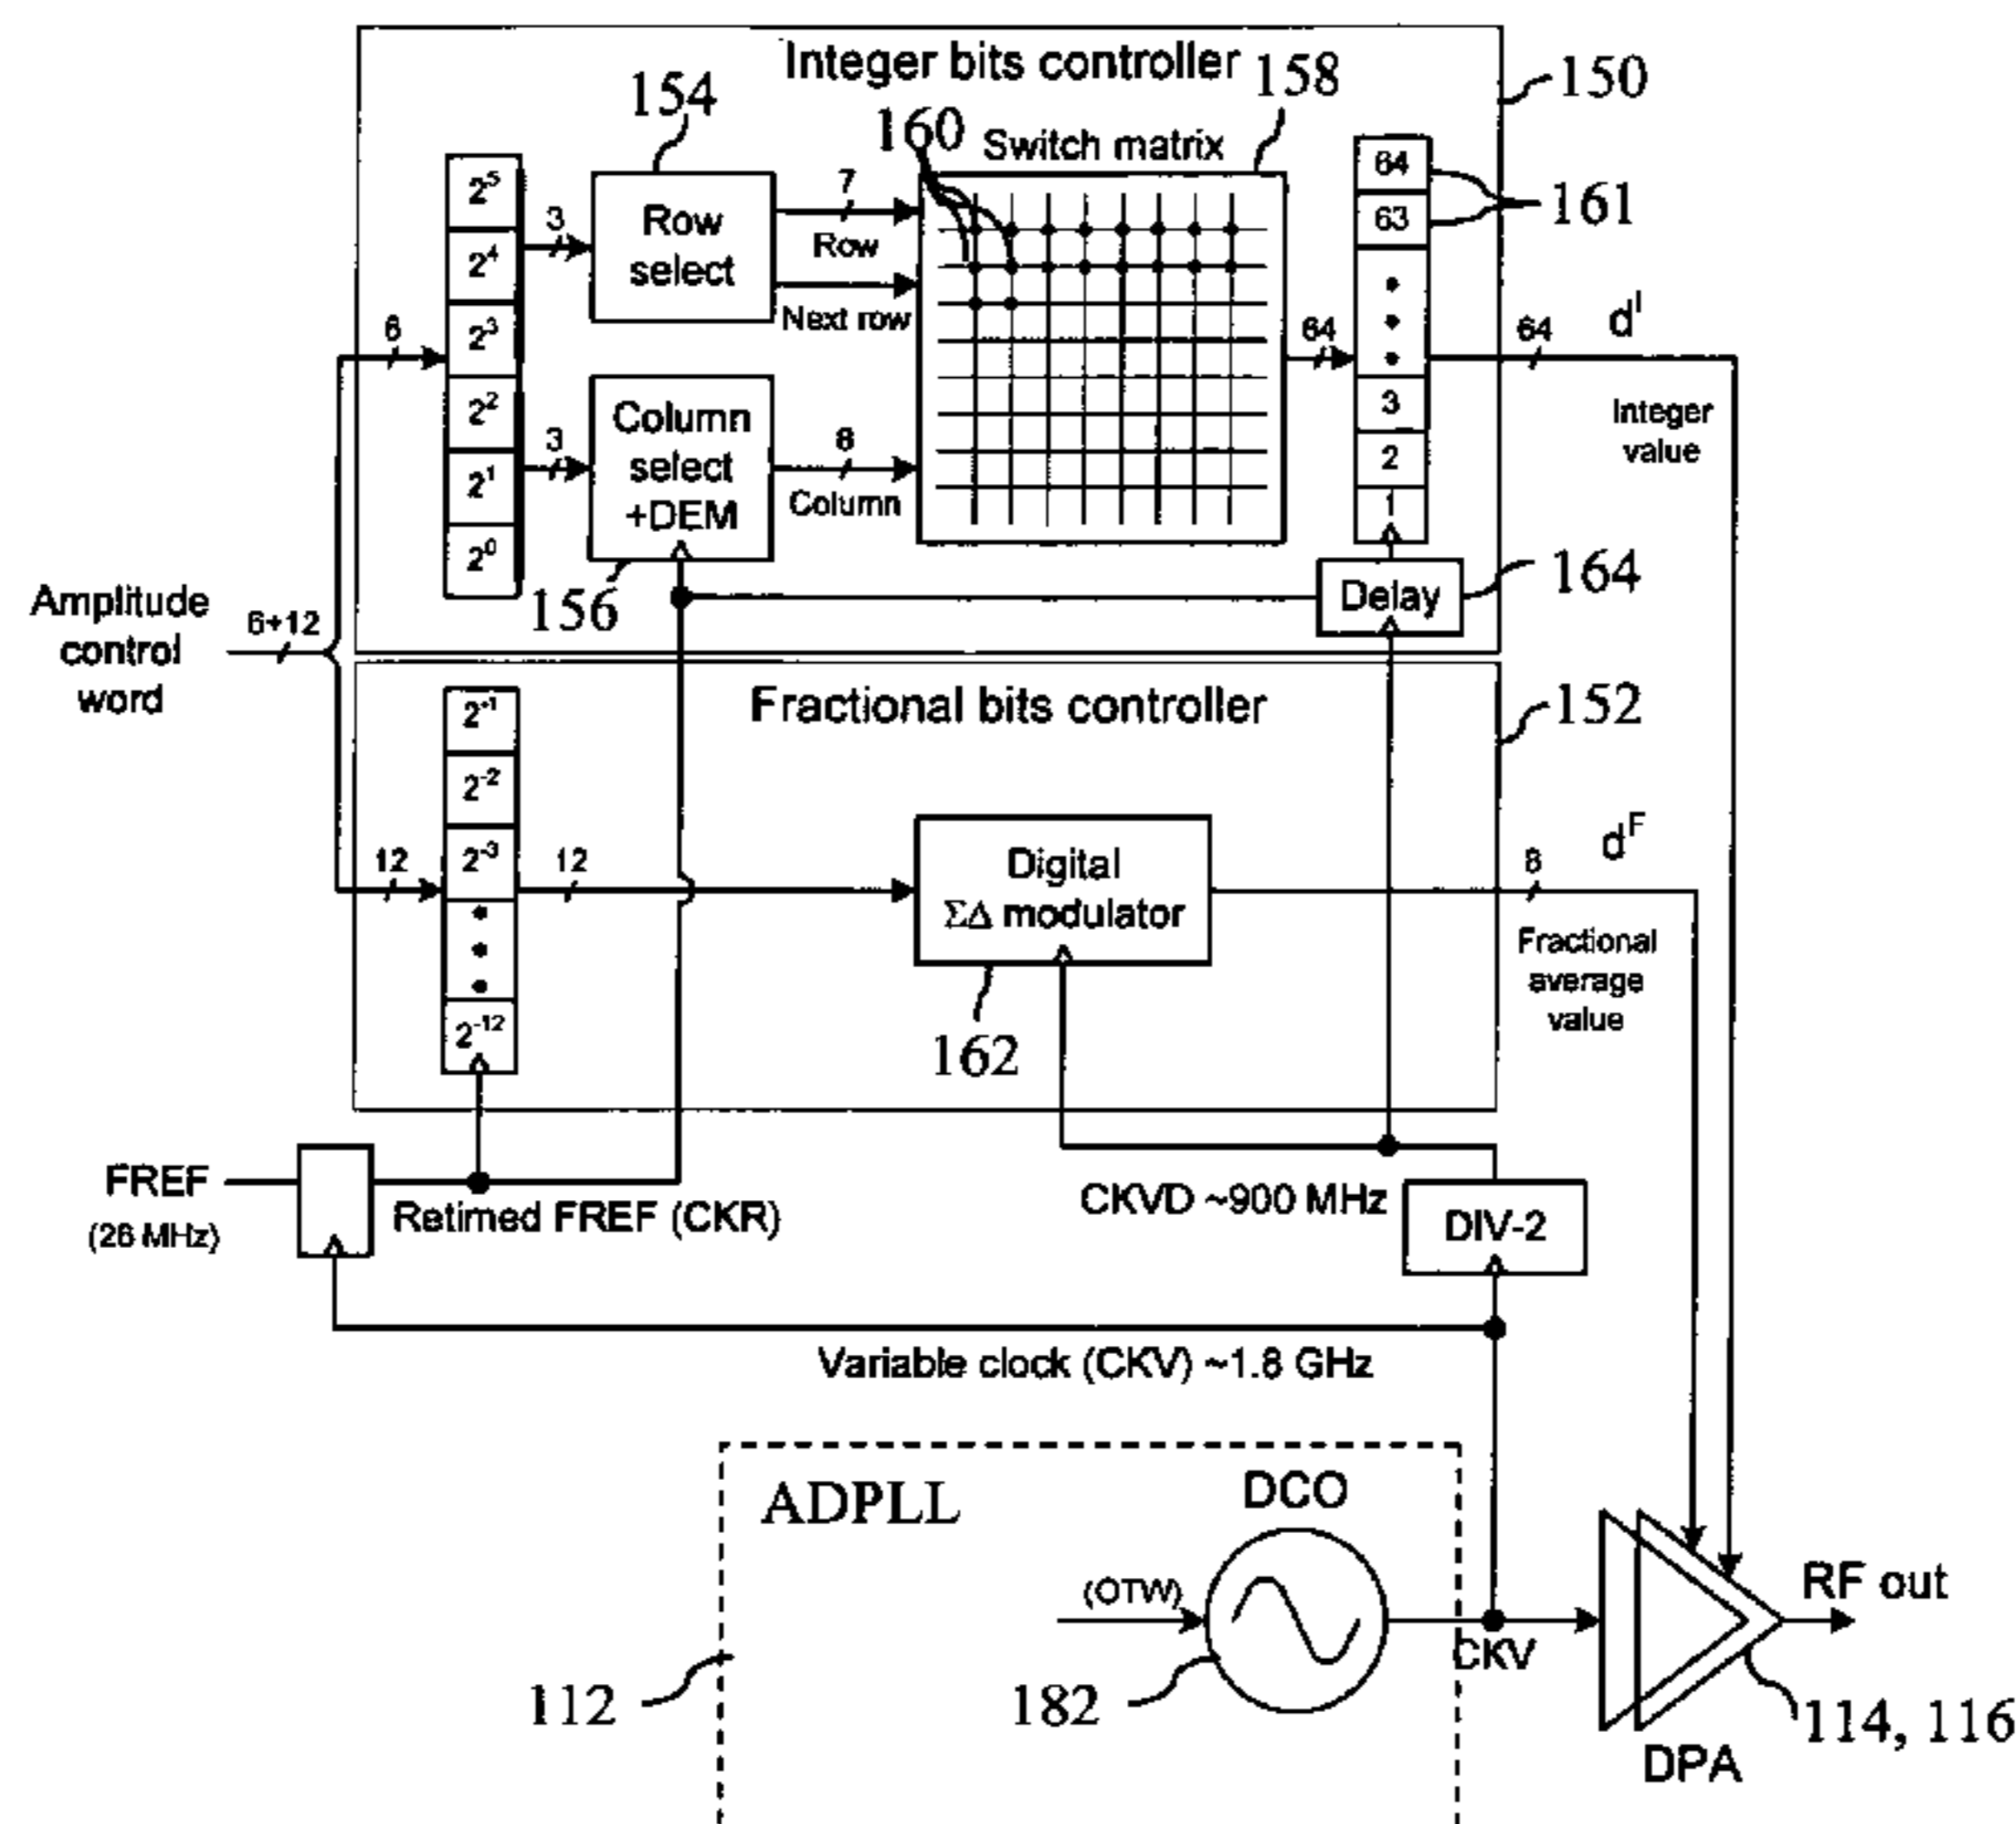 Integer bits controller
158
150
154
160
Switch matrix
2^5
2^4
2^3
2^2
2^1
2^0
3
Row
select
7
Row
Next row
64
63
161
6
3
Column
select
+DEM
8
Column
64
64
d^I
Integer
value
3
2
1
156
Delay
164
Amplitude
control
word
6+12
Fractional bits controller
152
2^-1
2^-2
2^-3
2^-12
12
12
Digital
ΣΔ modulator
162
8
d^F
Fractional
average
value
FREF
(26 MHz)
Retimed FREF (CKR)
CKVD ~900 MHz
DIV-2
Variable clock (CKV) ~1.8 GHz
ADPLL
DCO
(OTW)
CKV
RF out
112
182
114, 116
DPA